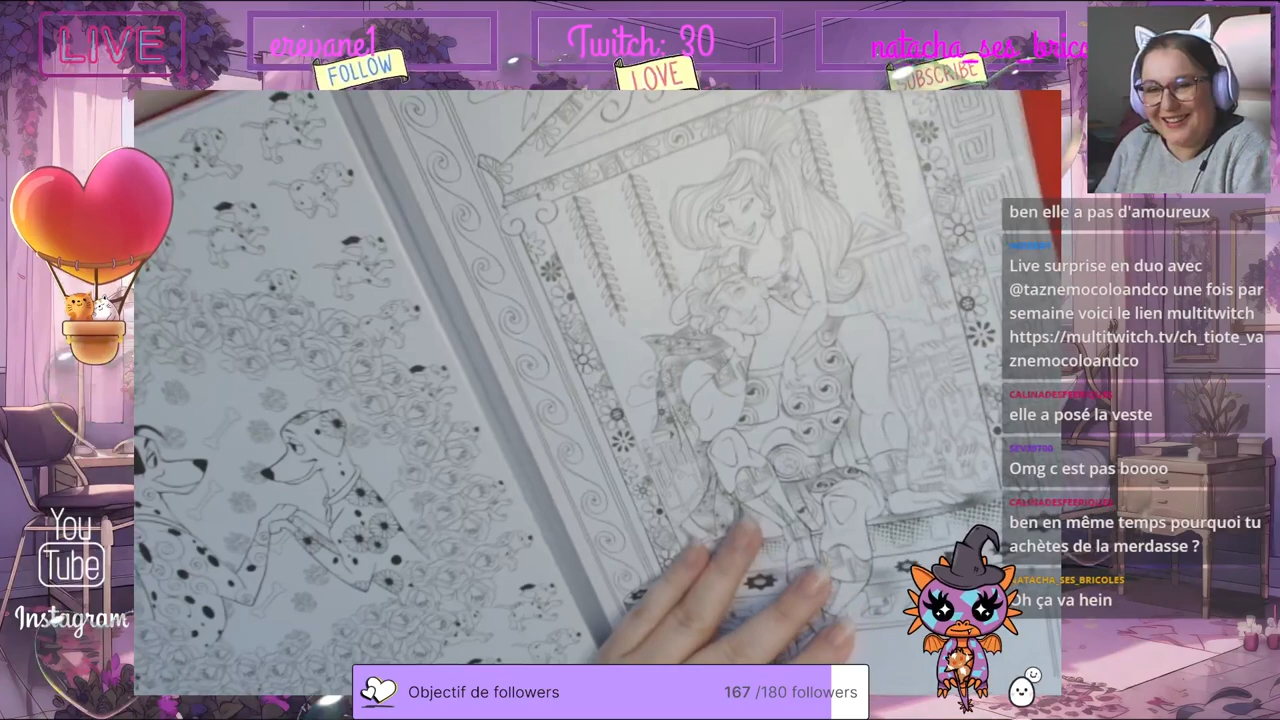 LIVE
erevane1
FOLLOW
Twitch: 30
LOVE
natacha_ses_brico
SUBSCRIBE
ben elle a pas d'amoureux
Live surprise en duo avec
@taznemocoloandco une fois par
semaine voici le lien multitwitch
https://multitwitch.tv/ch_tiote_va
znemocoloandco
CALINADESFEERIQUES
elle a posé la veste
Omg c est pas boooo
CALINADESFEERIQUES
ben en même temps pourquoi tu
achètes de la merdasse ?
NATACHA_SES_BRICOLES
Oh ça va hein
You
Tube
Instagram
Objectif de followers
167 /180 followers